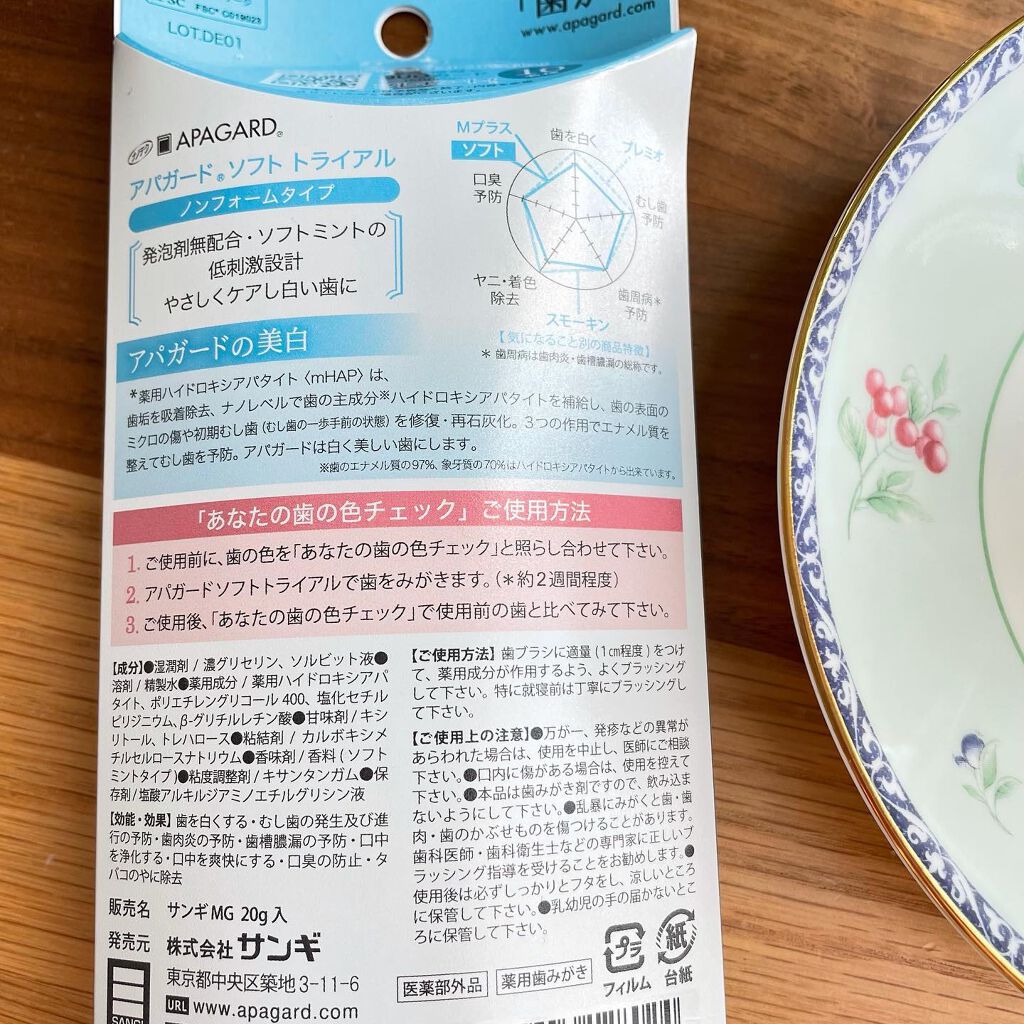 FSC® C019023
LOT.DE01
www.apagard.com
ナノテク APAGARD®
アパガード®ソフト トライアル
ノンフォームタイプ
発泡剤無配合・ソフトミントの
低刺激設計
やさしくケアし白い歯に
Mプラス
ソフト
歯を白く
プレミオ
口臭
予防
むし歯
予防
ヤニ・着色
除去
歯周病*
予防
スモーキン
【気になること別の商品特徴】
*歯周病は歯肉炎・歯槽膿漏の総称です。
アパガードの美白
*薬用ハイドロキシアパタイト〈mHAP〉は、
歯垢を吸着除去、ナノレベルで歯の主成分※ハイドロキシアパタイトを補給し、歯の表面の
ミクロの傷や初期むし歯(むし歯の一歩手前の状態)を修復・再石灰化。3つの作用でエナメル質を
整えてむし歯を予防。アパガードは白く美しい歯にします。
※歯のエナメル質の97%、象牙質の70%はハイドロキシアパタイトから出来ています。
「あなたの歯の色チェック」ご使用方法
1. ご使用前に、歯の色を「あなたの歯の色チェック」と照らし合わせて下さい。
2. アパガードソフトトライアルで歯をみがきます。(*約2週間程度)
3. ご使用後、「あなたの歯の色チェック」で使用前の歯と比べてみて下さい。
【成分】●湿潤剤/濃グリセリン、ソルビット液●
溶剤/精製水●薬用成分/薬用ハイドロキシアパ
タイト、ポリエチレングリコール400、塩化セチル
ピリジニウム、β-グリチルレチン酸●甘味剤/キシ
リトール、トレハロース●粘結剤/カルボキシメ
チルセルロースナトリウム●香味剤/香料(ソフト
ミントタイプ)●粘度調整剤/キサンタンガム●保
存剤/塩酸アルキルジアミノエチルグリシン液
【効能・効果】歯を白くする・むし歯の発生及び進
行の予防・歯肉炎の予防・歯槽膿漏の予防・口中
を浄化する・口中を爽快にする・口臭の防止・タ
バコのやに除去
販売名 サンギMG 20g入
発売元 株式会社 サンギ
東京都中央区築地3-11-6
URL www.apagard.com
SANGI
【ご使用方法】歯ブラシに適量(1cm程度)をつけ
て、薬用成分が作用するよう、よくブラッシング
して下さい。特に就寝前は丁寧にブラッシングし
て下さい。
【ご使用上の注意】●万が一、発疹などの異常が
あらわれた場合は、使用を中止し、医師にご相談
下さい。●口内に傷がある場合は、使用を控えて
下さい。●本品は歯みがき剤ですので、飲み込ま
ないようにして下さい。●乱暴にみがくと歯・歯
肉・歯のかぶせものを傷つけることがあります。
歯科医師・歯科衛生士などの専門家に正しいブ
ラッシング指導を受けることをお勧めします。●
使用後は必ずしっかりとフタをし、涼しいところ
に保管して下さい。●乳幼児の手の届かないとこ
ろに保管して下さい。
医薬部外品
薬用歯みがき
プラ
フィルム
紙
台紙